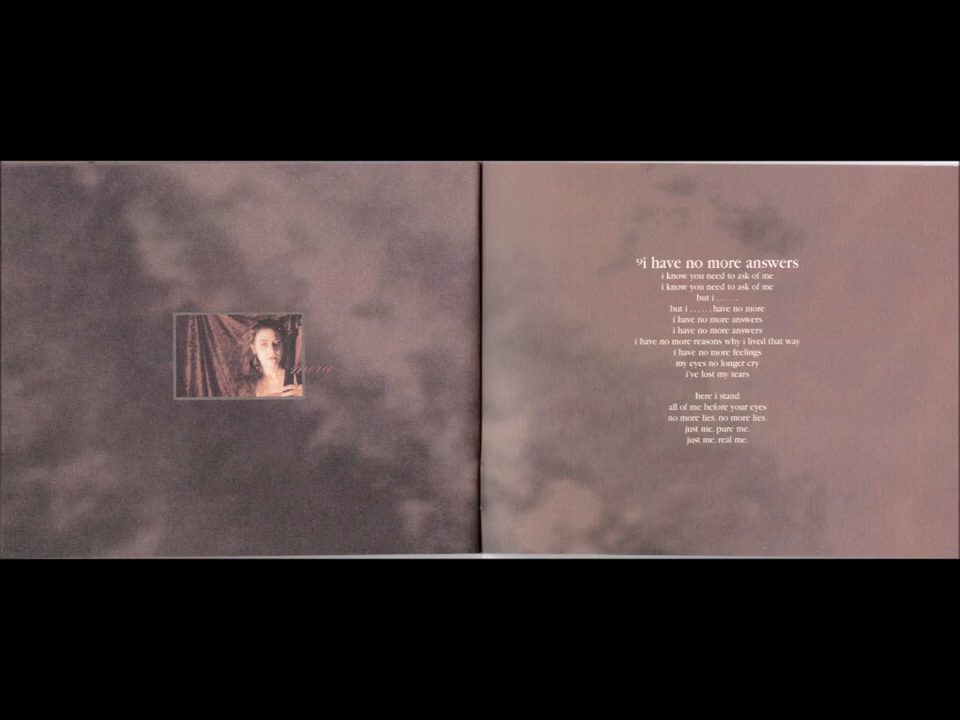 mera
9i have no more answers
i know you need to ask of me
i know you need to ask of me
but i ......
but i ...... have no more
i have no more answers
i have no more answers
i have no more reasons why i lived that way
i have no more feelings
my eyes no longer cry
i've lost my tears
here i stand
all of me before your eyes
no more lies. no more lies.
just me. pure me.
just me. real me.